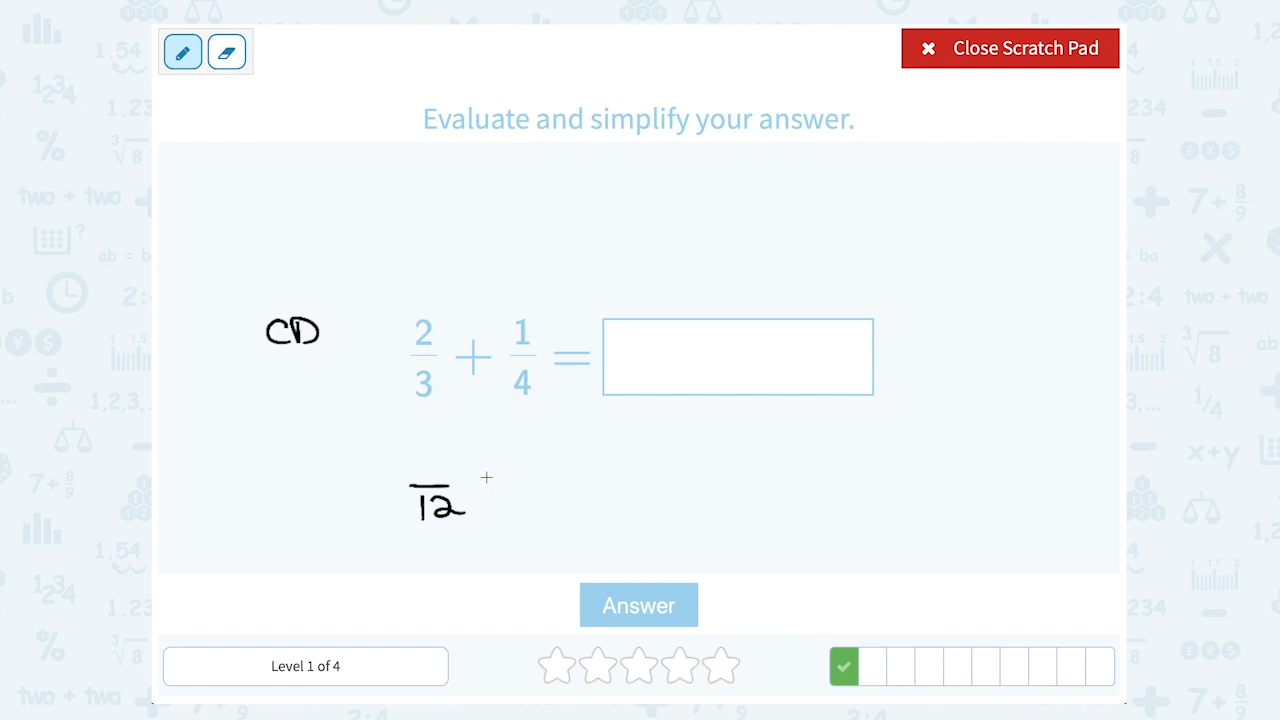 Close Scratch Pad
Evaluate and simplify your answer.
CD
2/3 + 1/4 =
12
Answer
Level 1 of 4